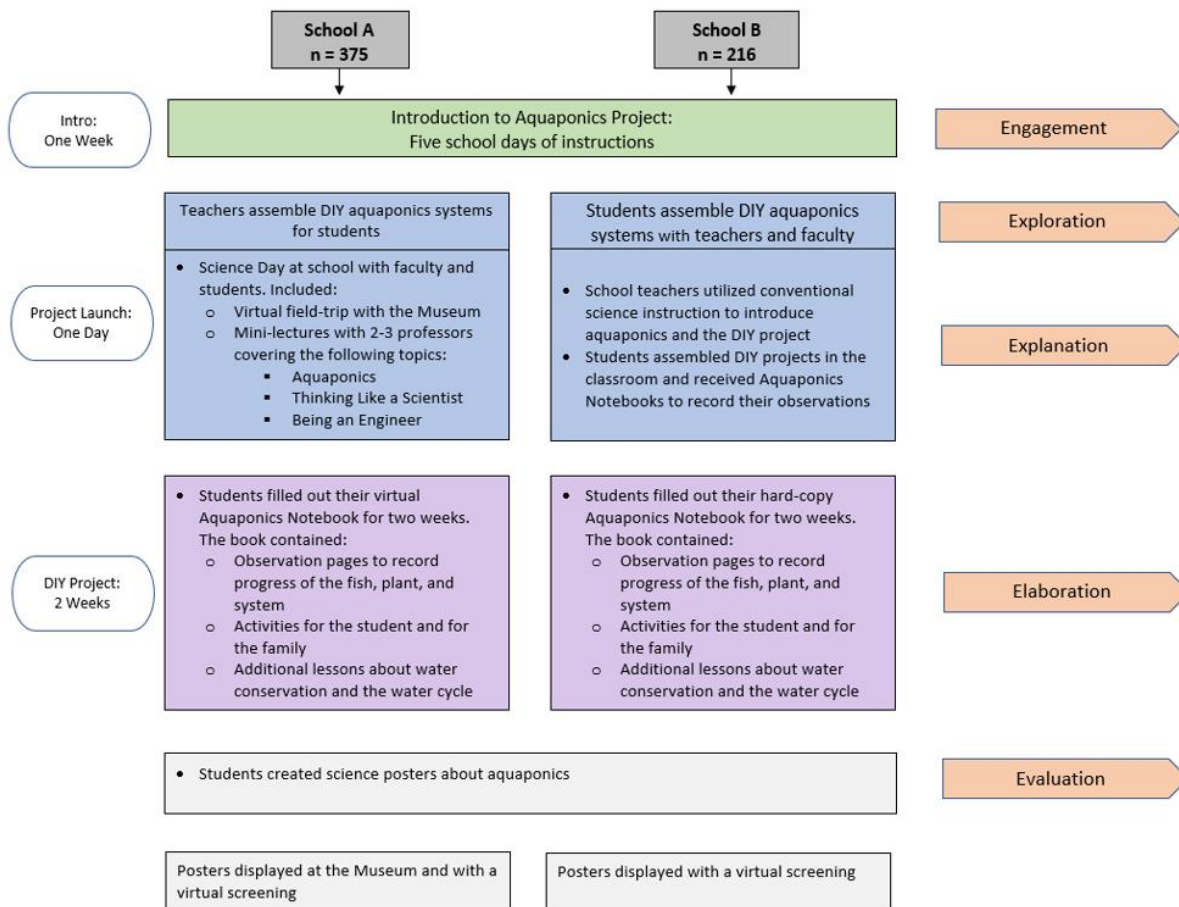 School A
n = 375
School B
n = 216
Intro:
One Week
Introduction to Aquaponics Project:
Five school days of instructions
Engagement
Teachers assemble DIY aquaponics systems
for students
Students assemble DIY aquaponics
systems with teachers and faculty
Exploration
Project Launch:
One Day
• Science Day at school with faculty and
students. Included:
o Virtual field-trip with the Museum
o Mini-lectures with 2-3 professors
covering the following topics:
▪ Aquaponics
▪ Thinking Like a Scientist
▪ Being an Engineer
• School teachers utilized conventional
science instruction to introduce
aquaponics and the DIY project
• Students assembled DIY projects in the
classroom and received Aquaponics
Notebooks to record their observations
Explanation
DIY Project:
2 Weeks
• Students filled out their virtual
Aquaponics Notebook for two weeks.
The book contained:
o Observation pages to record
progress of the fish, plant, and
system
o Activities for the student and for
the family
o Additional lessons about water
conservation and the water cycle
• Students filled out their hard-copy
Aquaponics Notebook for two weeks.
The book contained:
o Observation pages to record
progress of the fish, plant, and
system
o Activities for the student and for
the family
o Additional lessons about water
conservation and the water cycle
Elaboration
• Students created science posters about aquaponics
Evaluation
Posters displayed at the Museum and with a
virtual screening
Posters displayed with a virtual screening